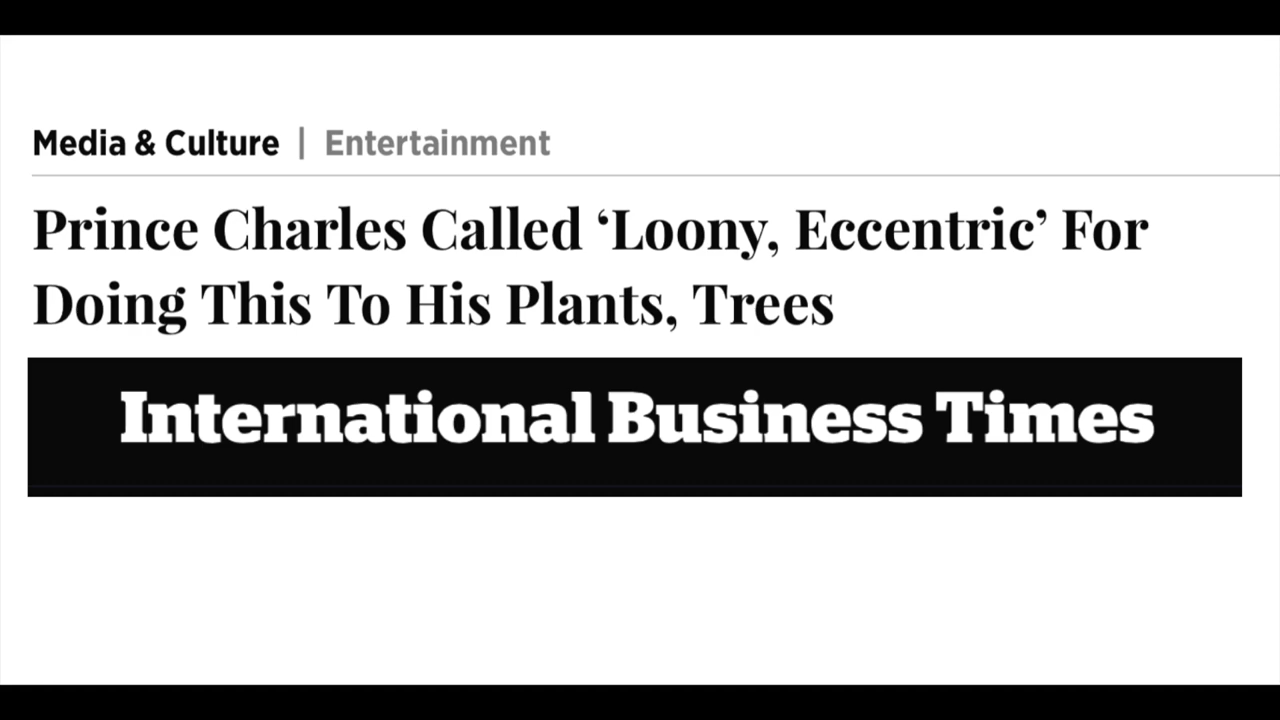 Media & Culture | Entertainment
Prince Charles Called ‘Loony, Eccentric’ For
Doing This To His Plants, Trees
International Business Times